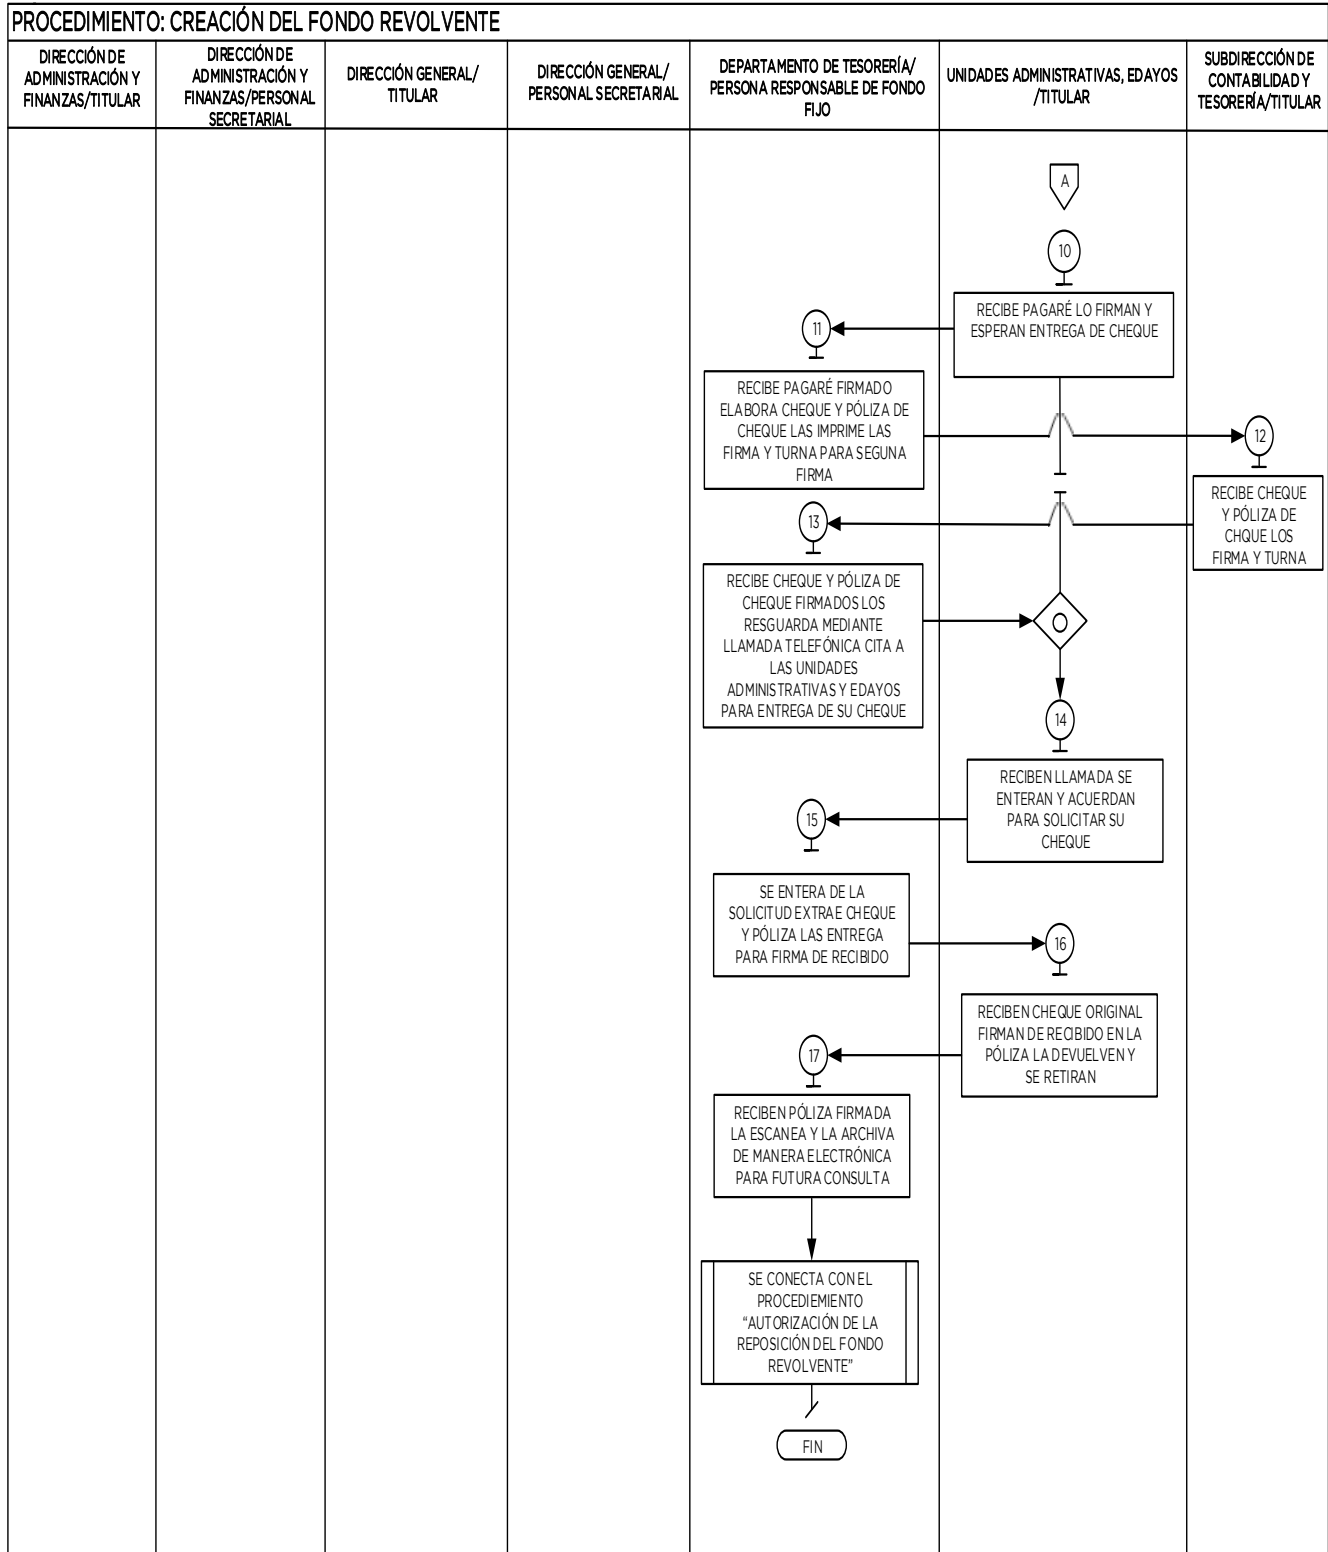 PROCEDIMIENTO: CREACIÓN DEL FONDO REVOLVENTE
DIRECCIÓN DE
ADMINISTRACIÓN Y
FINANZAS/TITULAR
DIRECCIÓN DE
ADMINISTRACIÓN Y
FINANZAS/PERSONAL
SECRETARIAL
DIRECCIÓN GENERAL/
TITULAR
DIRECCIÓN GENERAL/
PERSONAL SECRETARIAL
DEPARTAMENTO DE TESORERÍA/
PERSONA RESPONSABLE DE FONDO
FIJO
UNIDADES ADMINISTRATIVAS, EDAYOS
/TITULAR
SUBDIRECCIÓN DE
CONTABILIDAD Y
TESORERÍA/TITULAR
A
10
RECIBE PAGARÉ LO FIRMAN Y
ESPERAN ENTREGA DE CHEQUE
11
RECIBE PAGARÉ FIRMADO
ELABORA CHEQUE Y PÓLIZA DE
CHEQUE LAS IMPRIME LAS
FIRMA Y TURNA PARA SEGUNA
FIRMA
12
RECIBE CHEQUE
Y PÓLIZA DE
CHQUE LOS
FIRMA Y TURNA
13
RECIBE CHEQUE Y PÓLIZA DE
CHEQUE FIRMADOS LOS
RESGUARDA MEDIANTE
LLAMADA TELEFÓNICA CITA A
LAS UNIDADES
ADMINISTRATIVAS Y EDAYOS
PARA ENTREGA DE SU CHEQUE
14
RECIBEN LLAMADA SE
ENTERAN Y ACUERDAN
PARA SOLICITAR SU
CHEQUE
15
SE ENTERA DE LA
SOLICITUD EXTRAE CHEQUE
Y PÓLIZA LAS ENTREGA
PARA FIRMA DE RECIBIDO
16
RECIBEN CHEQUE ORIGINAL
FIRMAN DE RECIBIDO EN LA
PÓLIZA LA DEVUELVEN Y
SE RETIRAN
17
RECIBEN PÓLIZA FIRMADA
LA ESCANEA Y LA ARCHIVA
DE MANERA ELECTRÓNICA
PARA FUTURA CONSULTA
SE CONECTA CON EL
PROCEDIEMIENTO
“AUTORIZACIÓN DE LA
REPOSICIÓN DEL FONDO
REVOLVENTE”
FIN